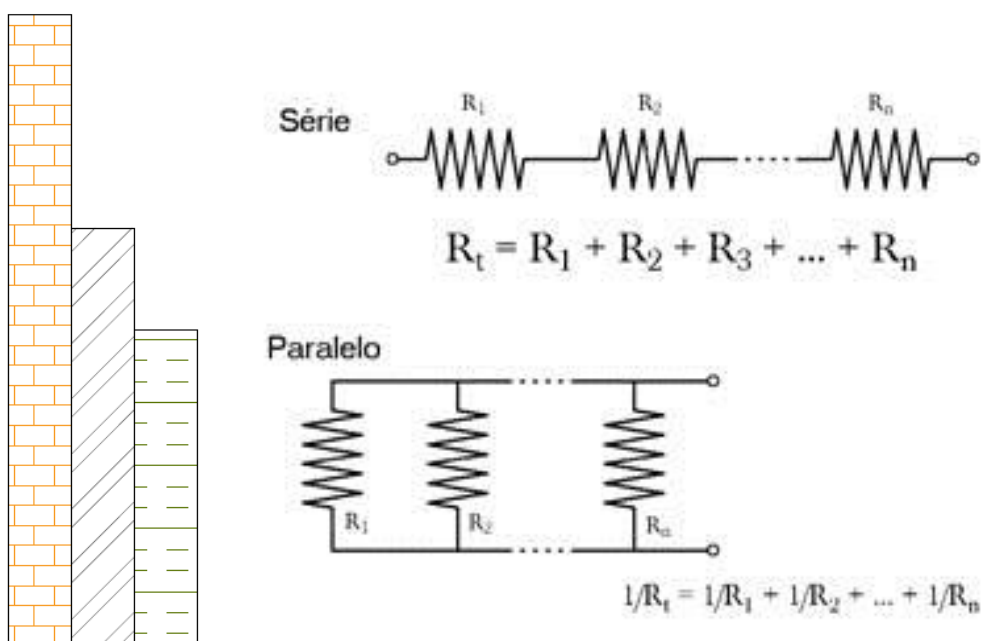 Série
R₁ R₂ Rₙ
Rₜ = R₁ + R₂ + R₃ + ... + Rₙ
Paralelo
R₁ R₂ Rₙ
1/Rₜ = 1/R₁ + 1/R₂ + ... + 1/Rₙ